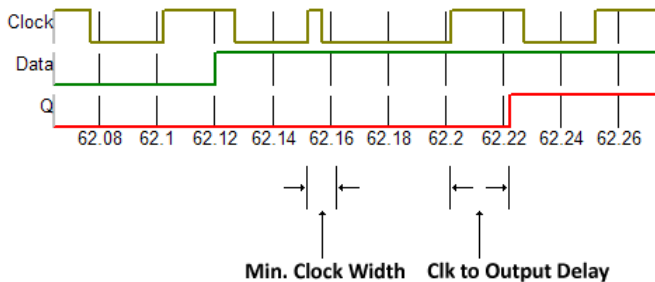 Clock
Data
Q
62.08 62.1 62.12 62.14 62.16 62.18 62.2 62.22 62.24 62.26
Min. Clock Width Clk to Output Delay